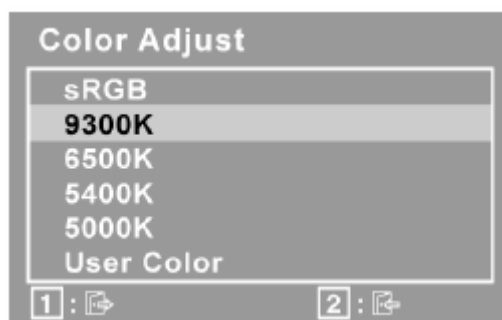 Color Adjust
sRGB
9300K
6500K
5400K
5000K
User Color
1 : 2 :